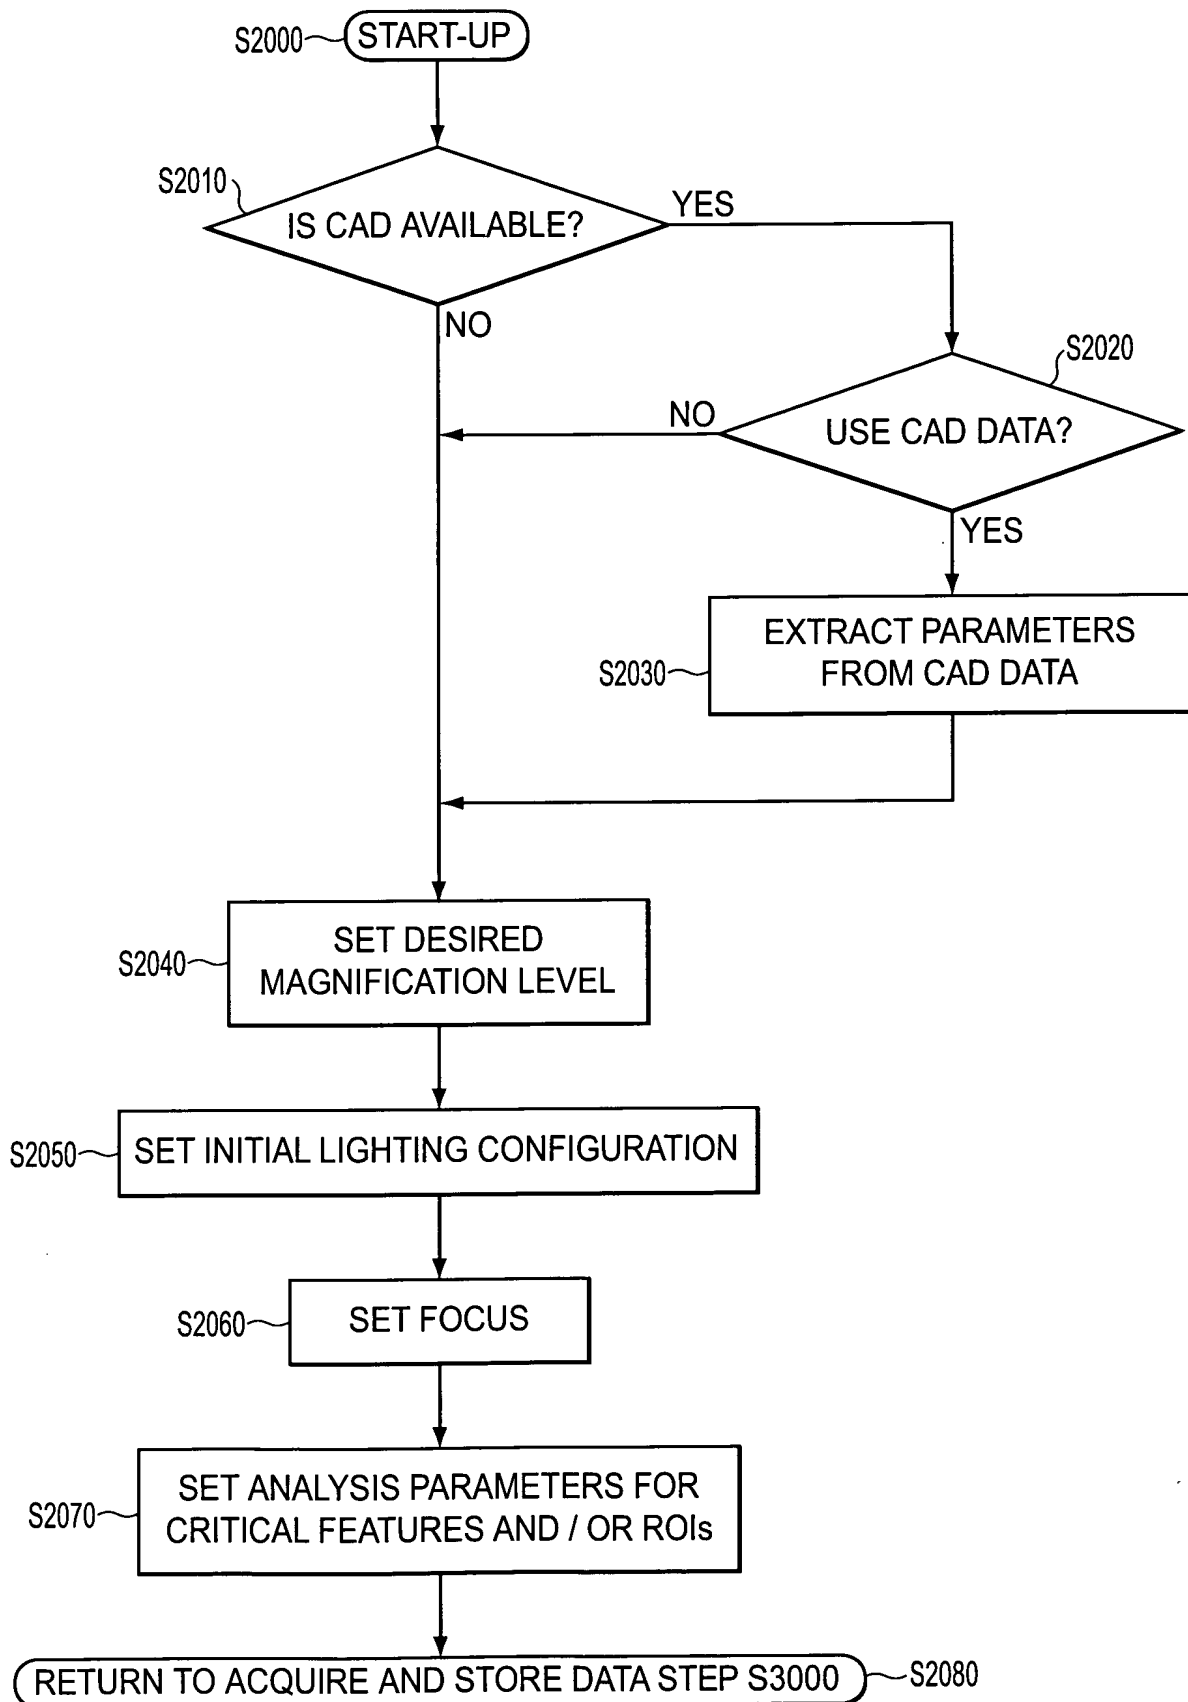 S2000
START-UP
S2010
IS CAD AVAILABLE?
YES
NO
S2020
USE CAD DATA?
NO
YES
S2030
EXTRACT PARAMETERS
FROM CAD DATA
S2040
SET DESIRED
MAGNIFICATION LEVEL
S2050
SET INITIAL LIGHTING CONFIGURATION
S2060
SET FOCUS
S2070
SET ANALYSIS PARAMETERS FOR
CRITICAL FEATURES AND / OR ROIs
RETURN TO ACQUIRE AND STORE DATA STEP S3000
S2080